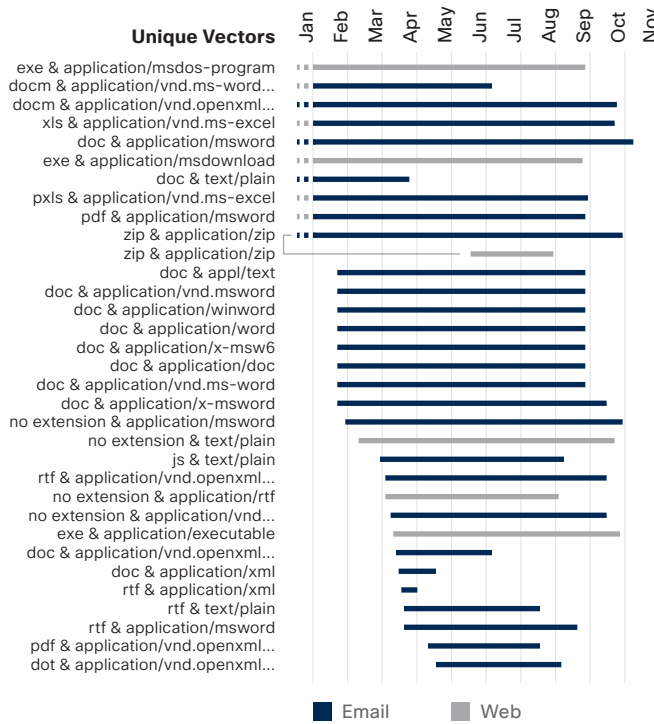 Unique Vectors
Jan Feb Mar Apr May Jun Jul Aug Sep Oct Nov
exe & application/msdos-program
docm & application/vnd.ms-word...
docm & application/vnd.openxml...
xls & application/vnd.ms-excel
doc & application/msword
exe & application/msdownload
doc & text/plain
pxls & application/vnd.ms-excel
pdf & application/msword
zip & application/zip
zip & application/zip
doc & appl/text
doc & application/vnd.msword
doc & application/winword
doc & application/word
doc & application/x-msw6
doc & application/doc
doc & application/vnd.ms-word
doc & application/x-msword
no extension & application/msword
no extension & text/plain
js & text/plain
rtf & application/vnd.openxml...
no extension & application/rtf
no extension & application/vnd...
exe & application/executable
doc & application/vnd.openxml...
doc & application/xml
rtf & application/xml
rtf & text/plain
rtf & application/msword
pdf & application/vnd.openxml...
dot & application/vnd.openxml...
Email Web